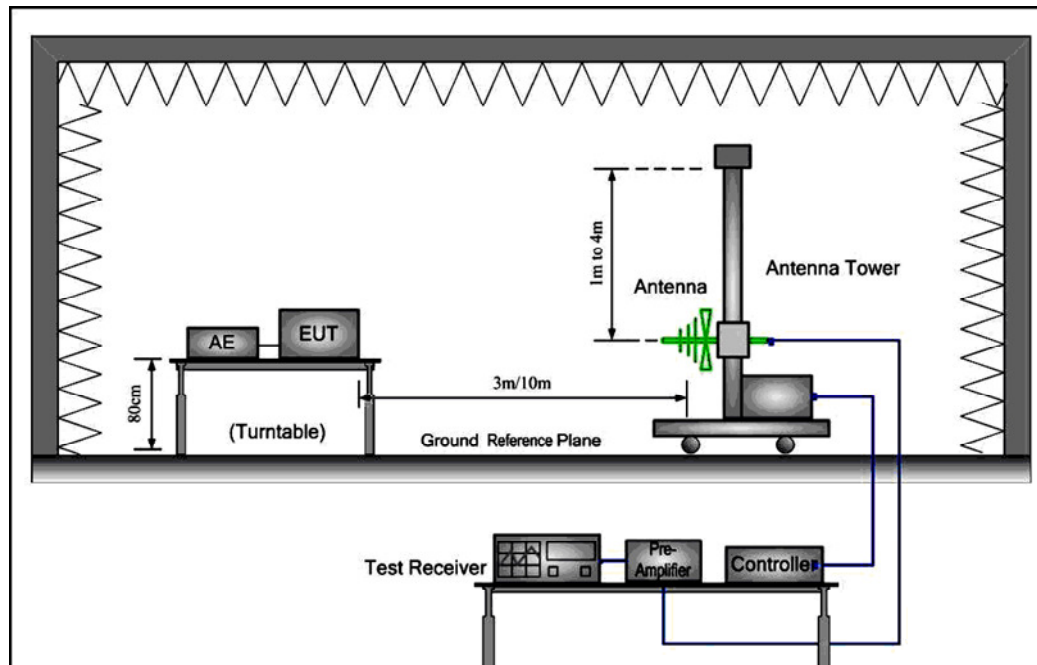 1m to 4m
Antenna
Antenna Tower
AE
EUT
80cm
3m/10m
(Turntable)
Ground Reference Plane
Test Receiver
Pre-
Amplifier
Controller